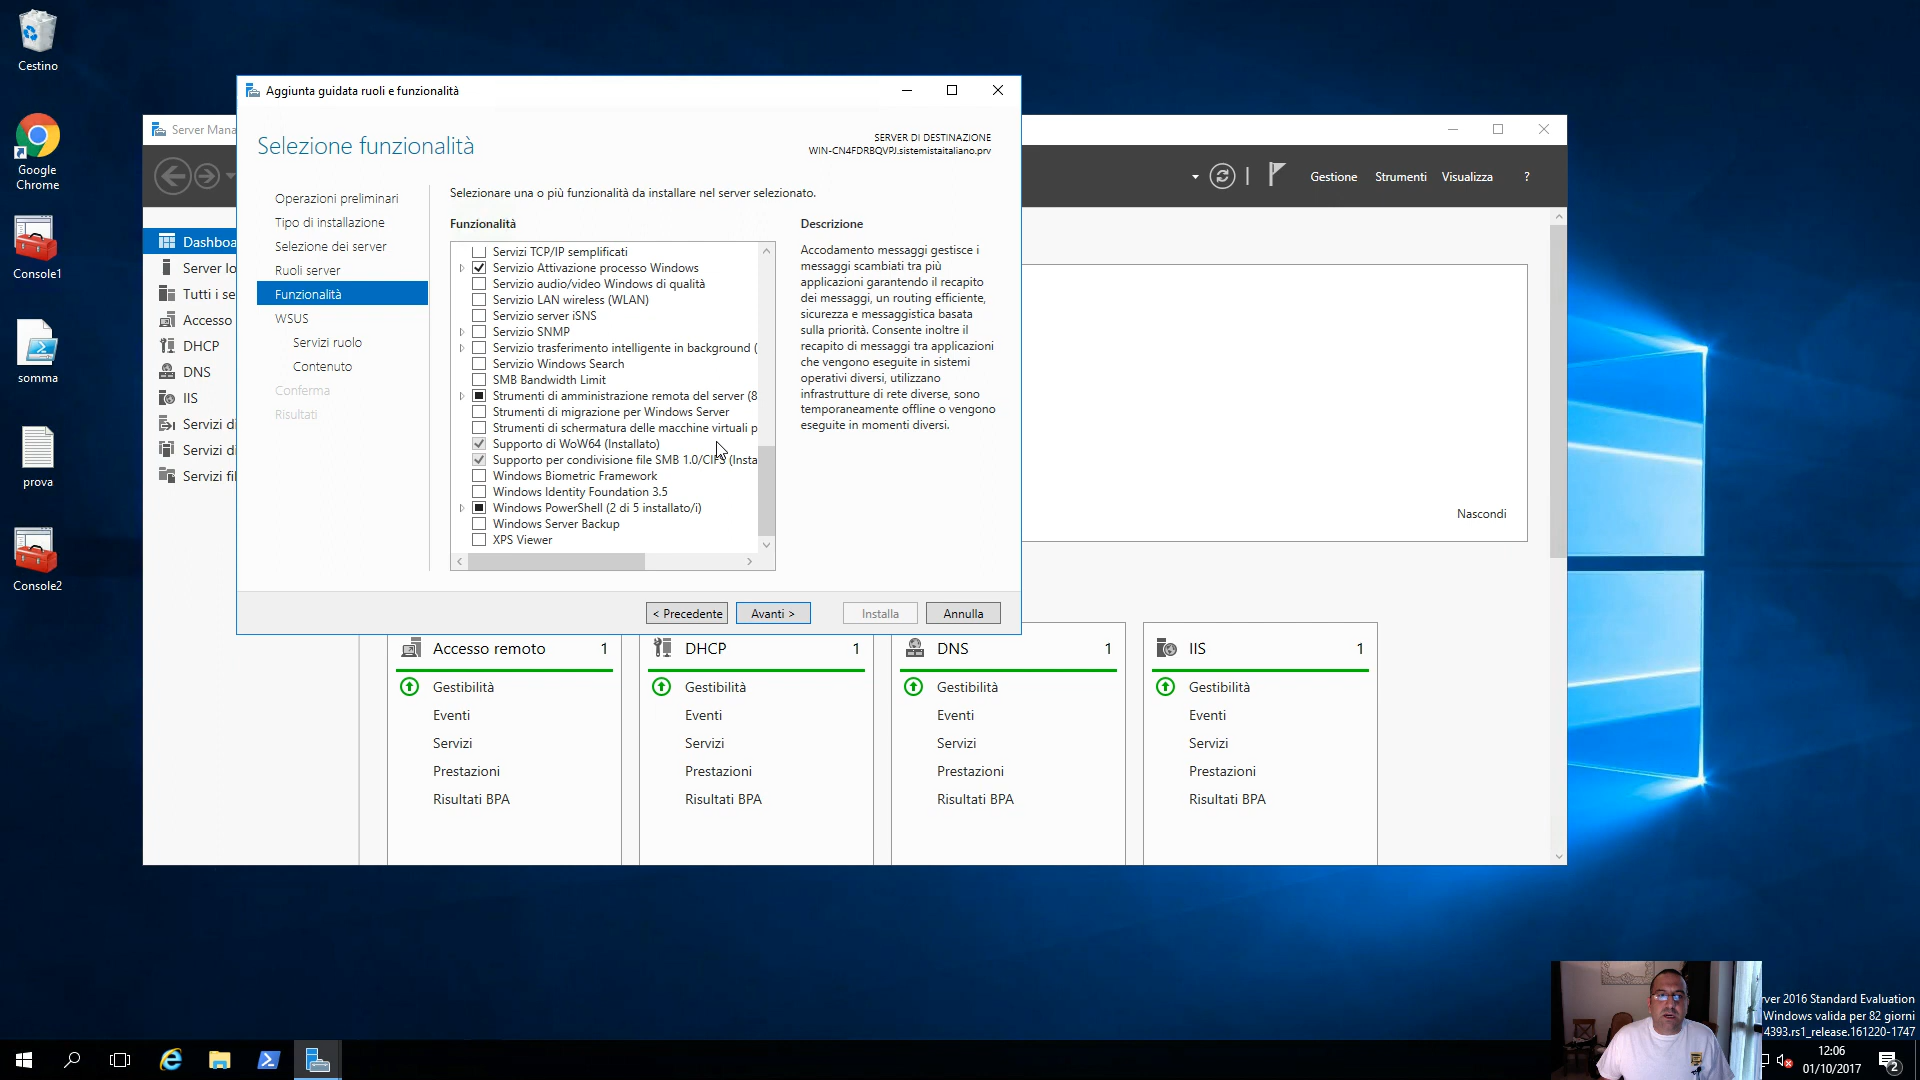 Cestino
Google
Chrome
Console1
somma
prova
Console2
Aggiunta guidata ruoli e funzionalità
Selezione funzionalità
SERVER DI DESTINAZIONE
WIN-CN4FDRBQVPJ.sistemistaitaliano.prv
Operazioni preliminari
Tipo di installazione
Selezione dei server
Ruoli server
Funzionalità
WSUS
Servizi ruolo
Contenuto
Conferma
Risultati
Selezionare una o più funzionalità da installare nel server selezionato.
Funzionalità
Servizi TCP/IP semplificati
Servizio Attivazione processo Windows
Servizio audio/video Windows di qualità
Servizio LAN wireless (WLAN)
Servizio server iSNS
Servizio SNMP
Servizio trasferimento intelligente in background (
Servizio Windows Search
SMB Bandwidth Limit
Strumenti di amministrazione remota del server (8
Strumenti di migrazione per Windows Server
Strumenti di schermatura delle macchine virtuali p
Supporto di WoW64 (Installato)
Supporto per condivisione file SMB 1.0/CIFS (Insta
Windows Biometric Framework
Windows Identity Foundation 3.5
Windows PowerShell (2 di 5 installato/i)
Windows Server Backup
XPS Viewer
Descrizione
Accodamento messaggi gestisce i
messaggi scambiati tra più
applicazioni garantendo il recapito
dei messaggi, un routing efficiente,
sicurezza e messaggistica basata
sulla priorità. Consente inoltre il
recapito di messaggi tra applicazioni
che vengono eseguite in sistemi
operativi diversi, utilizzano
infrastrutture di rete diverse, sono
temporaneamente offline o vengono
eseguite in momenti diversi.
< Precedente
Avanti >
Installa
Annulla
Server Mana
Gestione
Strumenti
Visualizza
?
Dashboa
Server lo
Tutti i se
Accesso
DHCP
DNS
IIS
Servizi di
Servizi di
Servizi fil
Nascondi
Accesso remoto 1
Gestibilità
Eventi
Servizi
Prestazioni
Risultati BPA
DHCP 1
Gestibilità
Eventi
Servizi
Prestazioni
Risultati BPA
DNS 1
Gestibilità
Eventi
Servizi
Prestazioni
Risultati BPA
IIS 1
Gestibilità
Eventi
Servizi
Prestazioni
Risultati BPA
rver 2016 Standard Evaluation
Windows valida per 82 giorni
4393.rs1_release.161220-1747
12:06
01/10/2017
2